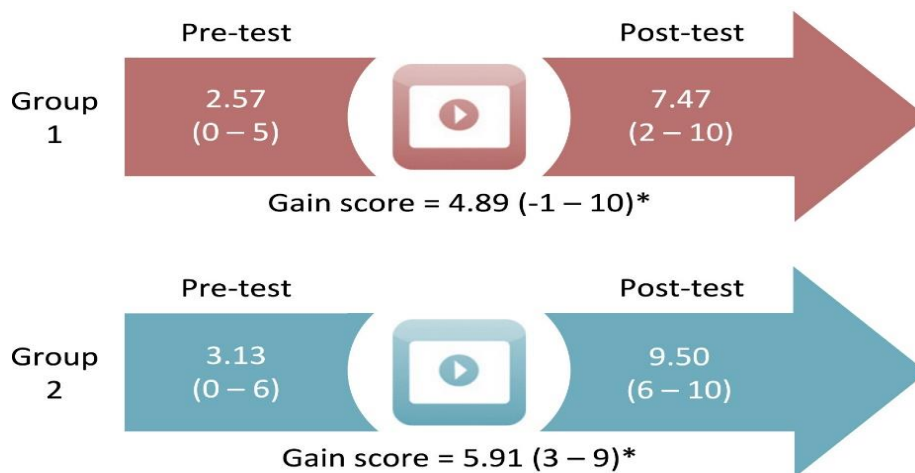 Pre-test
Post-test
Group
1
2.57
(0 – 5)
7.47
(2 – 10)
Gain score = 4.89 (-1 – 10)*
Pre-test
Post-test
Group
2
3.13
(0 – 6)
9.50
(6 – 10)
Gain score = 5.91 (3 – 9)*